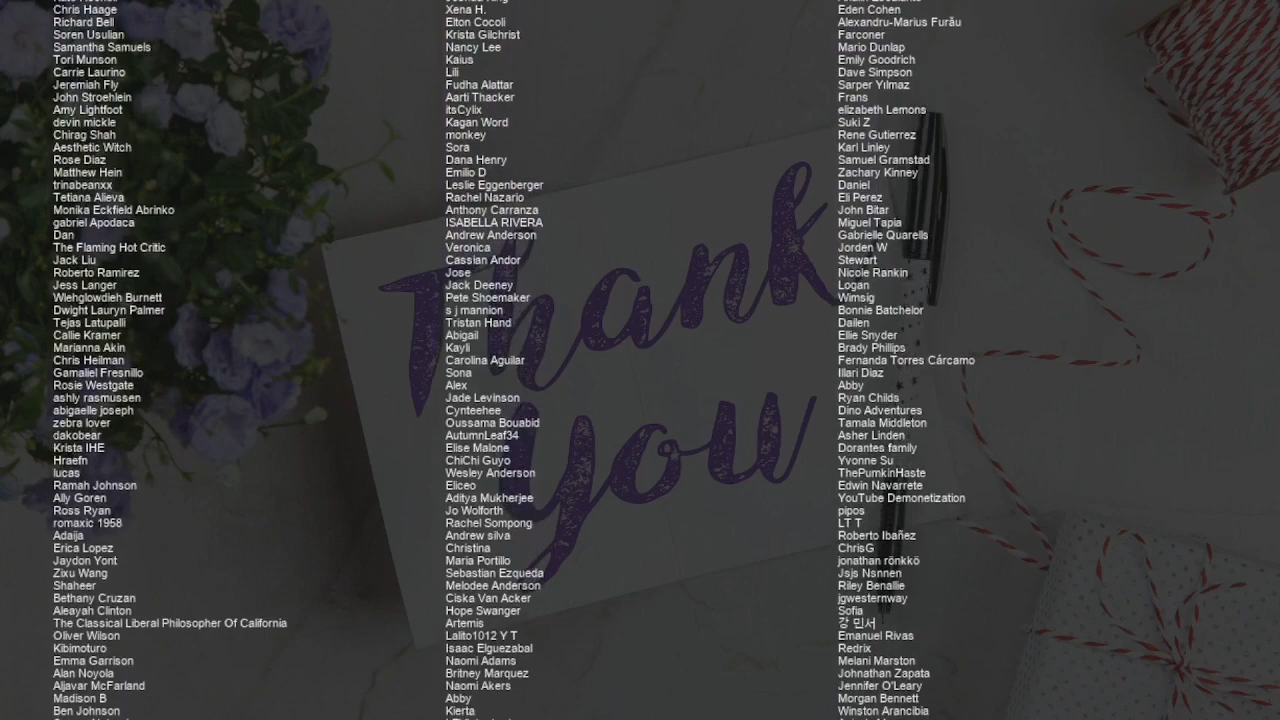 Chris Haage
Richard Bell
Soren Usulian
Samantha Samuels
Tori Munson
Carrie Laurino
Jeremiah Fly
John Stroehlein
Amy Lightfoot
devin mickle
Chirag Shah
Aesthetic Witch
Rose Diaz
Matthew Hein
trinabeanxx
Tetiana Alieva
Monika Eckfield Abrinko
gabriel Apodaca
Dan
The Flaming Hot Critic
Jack Liu
Roberto Ramirez
Jess Langer
Wlehglowdieh Burnett
Dwight Lauryn Palmer
Tejas Latupalli
Callie Kramer
Marianna Akin
Chris Heilman
Gamaliel Fresnillo
Rosie Westgate
ashly rasmussen
abigaelle joseph
zebra lover
dakobear
Krista IHE
Hraefn
lucas
Ramah Johnson
Ally Goren
Ross Ryan
romaxic 1958
Adaija
Erica Lopez
Jaydon Yont
Zixu Wang
Shaheer
Bethany Cruzan
Aleayah Clinton
The Classical Liberal Philosopher Of California
Oliver Wilson
Kibimoturo
Emma Garrison
Alan Noyola
Aljavar McFarland
Madison B
Ben Johnson
Xena H.
Elton Cocoli
Krista Gilchrist
Nancy Lee
Kaius
Lili
Fudha Alattar
Aarti Thacker
itsCylix
Kagan Word
monkey
Sora
Dana Henry
Emilio D
Leslie Eggenberger
Rachel Nazario
Anthony Carranza
ISABELLA RIVERA
Andrew Anderson
Veronica
Cassian Andor
Jose
Jack Deeney
Pete Shoemaker
s j mannion
Tristan Hand
Abigail
Kayli
Carolina Aguilar
Sona
Alex
Jade Levinson
Cynteehee
Oussama Bouabid
AutumnLeaf34
Elise Malone
ChiChi Guyo
Wesley Anderson
Eliceo
Aditya Mukherjee
Jo Wolforth
Rachel Sompong
Andrew silva
Christina
Maria Portillo
Sebastian Ezqueda
Melodee Anderson
Ciska Van Acker
Hope Swanger
Artemis
Lalito1012 Y T
Isaac Elguezabal
Naomi Adams
Britney Marquez
Naomi Akers
Abby
Kierta
Eden Cohen
Alexandru-Marius Furău
Farconer
Mario Dunlap
Emily Goodrich
Dave Simpson
Sarper Yılmaz
Frans
elizabeth Lemons
Suki Z
Rene Gutierrez
Karl Linley
Samuel Gramstad
Zachary Kinney
Daniel
Eli Perez
John Bitar
Miguel Tapia
Gabrielle Quarells
Jorden W
Stewart
Nicole Rankin
Logan
Wimsig
Bonnie Batchelor
Dailen
Ellie Snyder
Brady Phillips
Fernanda Torres Cárcamo
Illari Diaz
Abby
Ryan Childs
Dino Adventures
Tamala Middleton
Asher Linden
Dorantes family
Yvonne Su
ThePumkinHaste
Edwin Navarrete
YouTube Demonetization
pipos
LT T
Roberto Ibañez
ChrisG
jonathan rönkkö
Jsjs Nsnnen
Riley Benallie
jgwesternway
Sofia
강 민서
Emanuel Rivas
Redrix
Melani Marston
Johnathan Zapata
Jennifer O'Leary
Morgan Bennett
Winston Arancibia
Thank
you